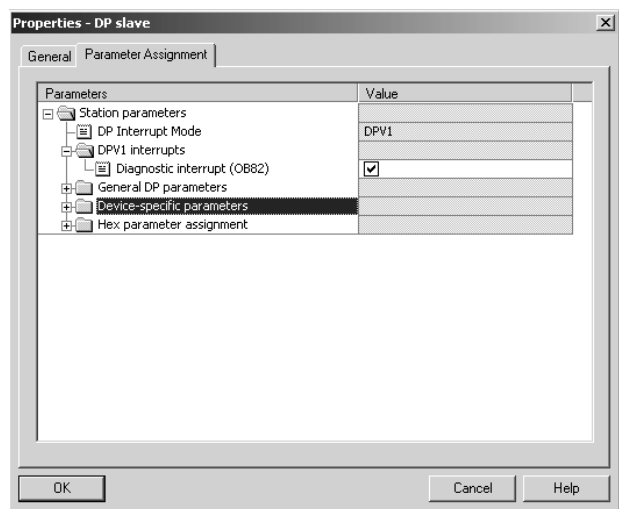 Properties - DP slave
General Parameter Assignment
Parameters Value
Station parameters
DP Interrupt Mode DPV1
DPV1 interrupts
Diagnostic interrupt (OB82)
General DP parameters
Device-specific parameters
Hex parameter assignment
OK Cancel Help